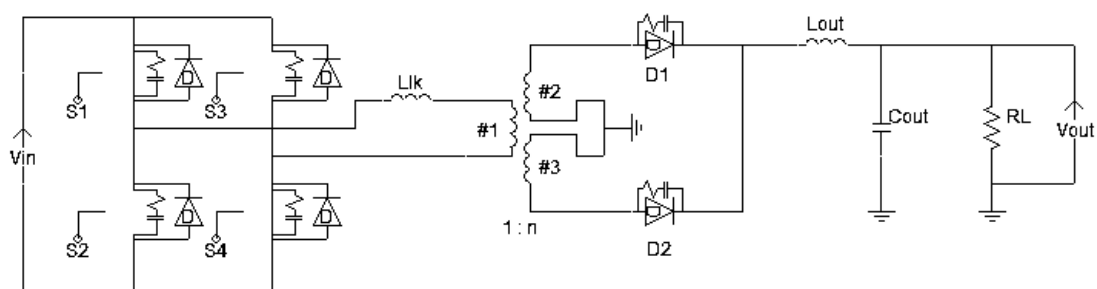 Lout
D
D1
Llk
D
S1
S3
D
#2
#1
Cout
RL
Vin
Vout
#3
D
D
D
S2
S4
1 : n
D2